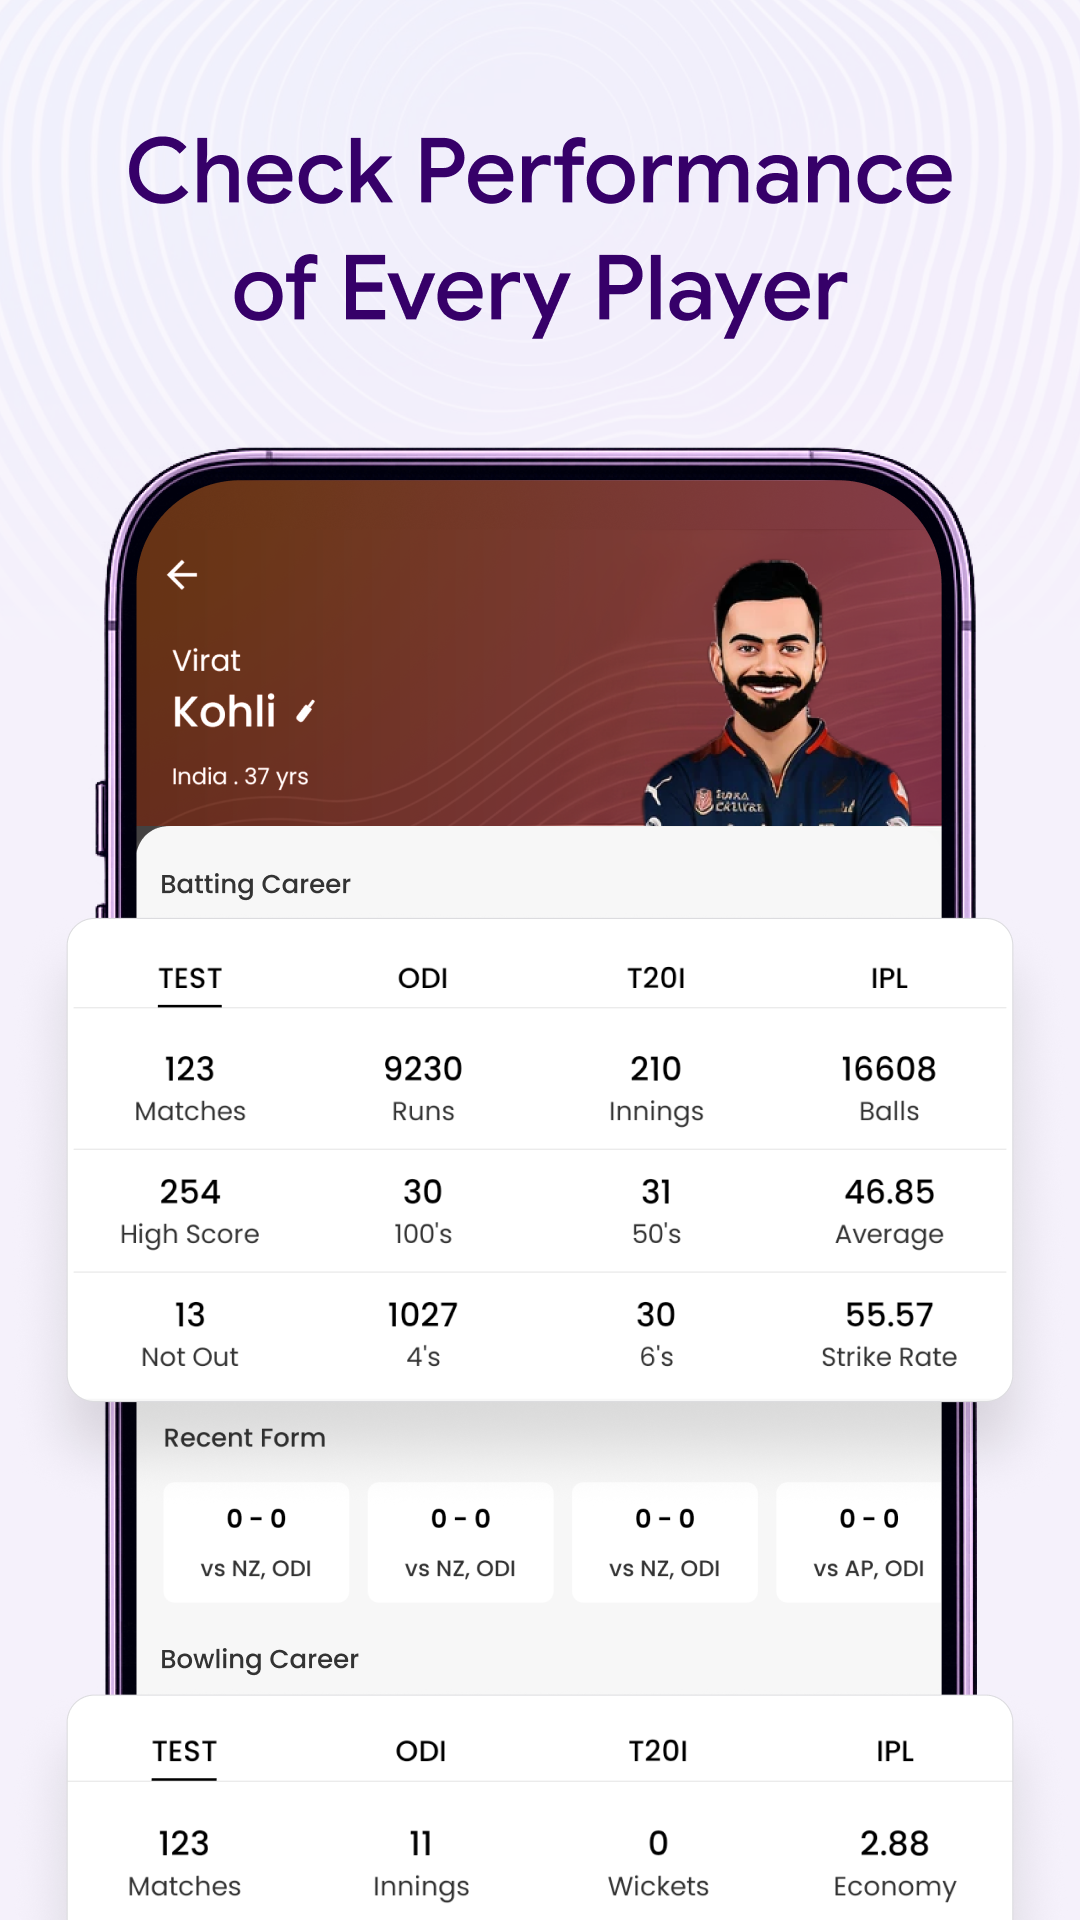 Check Performance
of Every Player
Virat
Kohli
India . 37 yrs
Batting Career
TEST ODI T20I IPL
123 9230 210 16608
Matches Runs Innings Balls
254 30 31 46.85
High Score 100's 50's Average
13 1027 30 55.57
Not Out 4's 6's Strike Rate
Recent Form
0 - 0 0 - 0 0 - 0 0 - 0
vs NZ, ODI vs NZ, ODI vs NZ, ODI vs AP, ODI
Bowling Career
TEST ODI T20I IPL
123 11 0 2.88
Matches Innings Wickets Economy